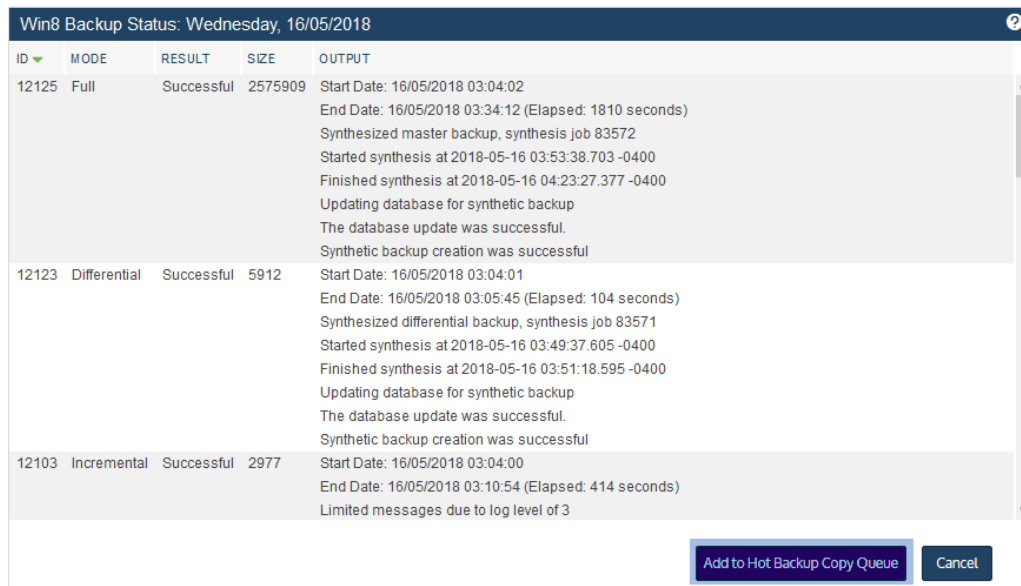 Win8 Backup Status: Wednesday, 16/05/2018 ?
ID MODE RESULT SIZE OUTPUT
12125 Full Successful 2575909 Start Date: 16/05/2018 03:04:02
End Date: 16/05/2018 03:34:12 (Elapsed: 1810 seconds)
Synthesized master backup, synthesis job 83572
Started synthesis at 2018-05-16 03:53:38.703 -0400
Finished synthesis at 2018-05-16 04:23:27.377 -0400
Updating database for synthetic backup
The database update was successful.
Synthetic backup creation was successful
12123 Differential Successful 5912 Start Date: 16/05/2018 03:04:01
End Date: 16/05/2018 03:05:45 (Elapsed: 104 seconds)
Synthesized differential backup, synthesis job 83571
Started synthesis at 2018-05-16 03:49:37.605 -0400
Finished synthesis at 2018-05-16 03:51:18.595 -0400
Updating database for synthetic backup
The database update was successful.
Synthetic backup creation was successful
12103 Incremental Successful 2977 Start Date: 16/05/2018 03:04:00
End Date: 16/05/2018 03:10:54 (Elapsed: 414 seconds)
Limited messages due to log level of 3
Add to Hot Backup Copy Queue Cancel